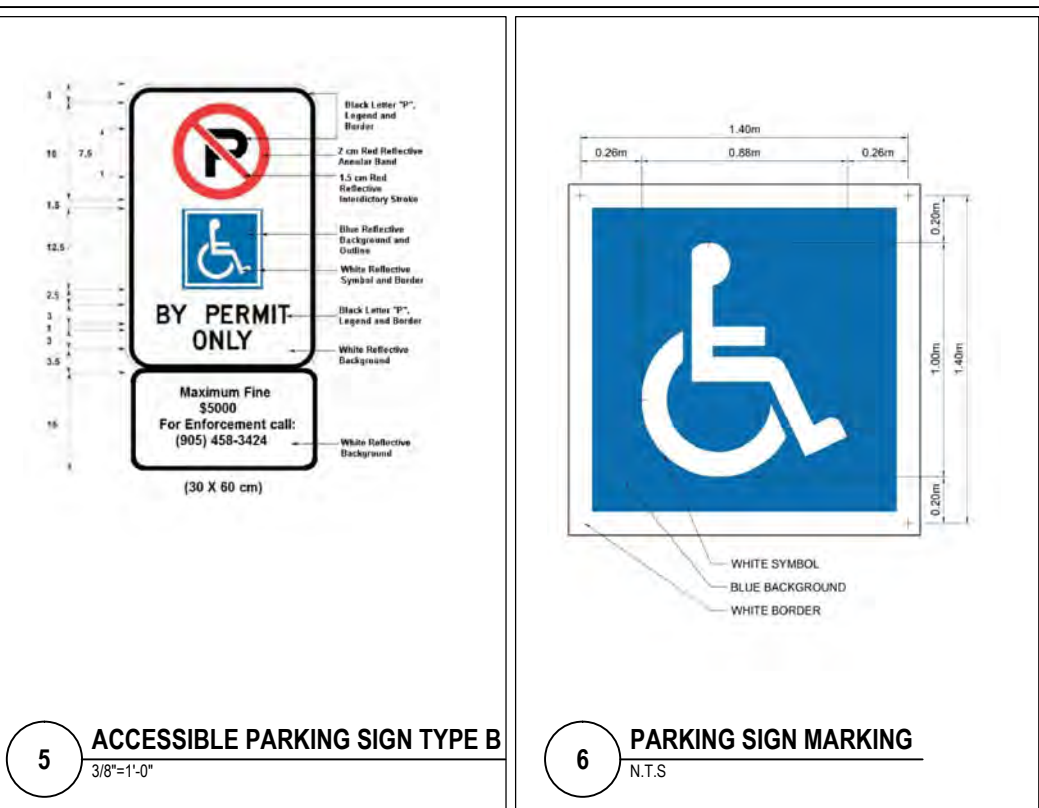 3
16
7.5
1.5
12.5
2.5
3
1
3
3.5
15
P
BY PERMIT
ONLY
Maximum Fine
$5000
For Enforcement call:
(905) 458-3424
(30 X 60 cm)
Black Letter "P",
Legend and
Border
2 cm Red Reflective
Annular Band
1.5 cm Red
Reflective
Interdictory Stroke
Blue Reflective
Background and
Outline
White Reflective
Symbol and Border
Black Letter "P",
Legend and Border
White Reflective
Background
White Reflective
Background
5
ACCESSIBLE PARKING SIGN TYPE B
3/8"=1'-0"
1.40m
0.26m 0.88m 0.26m
0.20m
1.00m
1.40m
0.20m
WHITE SYMBOL
BLUE BACKGROUND
WHITE BORDER
6
PARKING SIGN MARKING
N.T.S